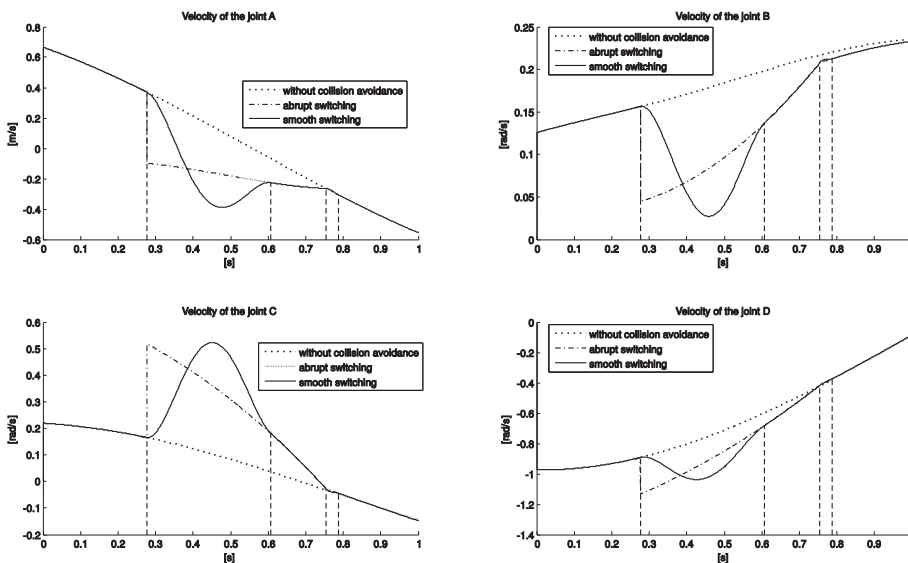 Velocity of the joint A
[m/s]
0.8
0.6
0.4
0.2
0
-0.2
-0.4
-0.6
without collision avoidance
abrupt switching
smooth switching
0 0.1 0.2 0.3 0.4 0.5 0.6 0.7 0.8 0.9 1
[s]
Velocity of the joint B
[rad/s]
0.25
0.2
0.15
0.1
0.05
0
without collision avoidance
abrupt switching
smooth switching
0 0.1 0.2 0.3 0.4 0.5 0.6 0.7 0.8 0.9
[s]
Velocity of the joint C
[rad/s]
0.6
0.5
0.4
0.3
0.2
0.1
0
-0.1
-0.2
without collision avoidance
abrupt switching
smooth switching
0 0.1 0.2 0.3 0.4 0.5 0.6 0.7 0.8 0.9 1
[s]
Velocity of the joint D
[rad/s]
0
-0.2
-0.4
-0.6
-0.8
-1
-1.2
-1.4
without collision avoidance
abrupt switching
smooth switching
0 0.1 0.2 0.3 0.4 0.5 0.6 0.7 0.8 0.9
[s]